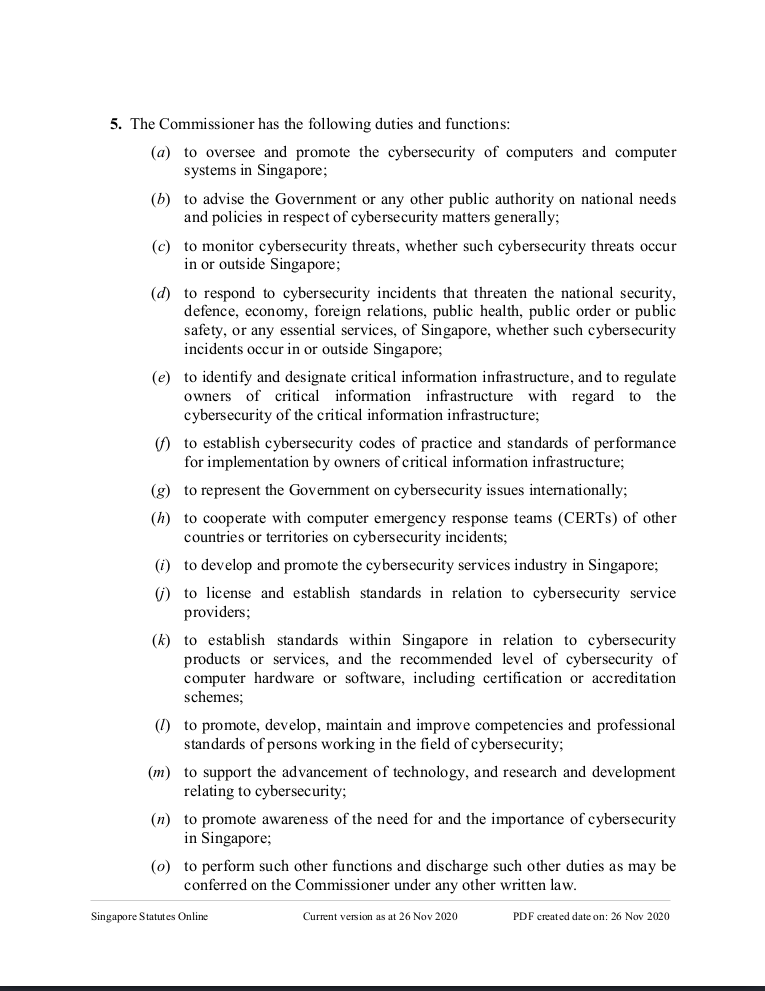 5. The Commissioner has the following duties and functions:
(a) to oversee and promote the cybersecurity of computers and computer
systems in Singapore;
(b) to advise the Government or any other public authority on national needs
and policies in respect of cybersecurity matters generally;
(c) to monitor cybersecurity threats, whether such cybersecurity threats occur
in or outside Singapore;
(d) to respond to cybersecurity incidents that threaten the national security,
defence, economy, foreign relations, public health, public order or public
safety, or any essential services, of Singapore, whether such cybersecurity
incidents occur in or outside Singapore;
(e) to identify and designate critical information infrastructure, and to regulate
owners of critical information infrastructure with regard to the
cybersecurity of the critical information infrastructure;
(f) to establish cybersecurity codes of practice and standards of performance
for implementation by owners of critical information infrastructure;
(g) to represent the Government on cybersecurity issues internationally;
(h) to cooperate with computer emergency response teams (CERTs) of other
countries or territories on cybersecurity incidents;
(i) to develop and promote the cybersecurity services industry in Singapore;
(j) to license and establish standards in relation to cybersecurity service
providers;
(k) to establish standards within Singapore in relation to cybersecurity
products or services, and the recommended level of cybersecurity of
computer hardware or software, including certification or accreditation
schemes;
(l) to promote, develop, maintain and improve competencies and professional
standards of persons working in the field of cybersecurity;
(m) to support the advancement of technology, and research and development
relating to cybersecurity;
(n) to promote awareness of the need for and the importance of cybersecurity
in Singapore;
(o) to perform such other functions and discharge such other duties as may be
conferred on the Commissioner under any other written law.
Singapore Statutes Online Current version as at 26 Nov 2020 PDF created date on: 26 Nov 2020